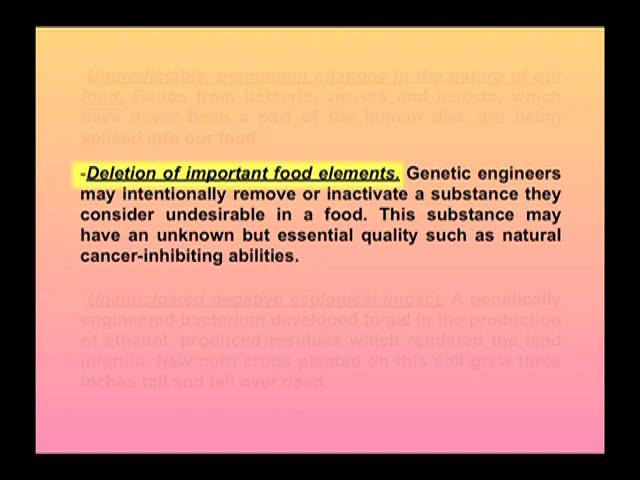 -Unpredictable, permanent changes in the nature of our
food. Genes from bacteria, viruses and insects, which
have never been a part of the human diet, are being
spliced into our food.
-Deletion of important food elements. Genetic engineers
may intentionally remove or inactivate a substance they
consider undesirable in a food. This substance may
have an unknown but essential quality such as natural
cancer-inhibiting abilities.
-Unanticipated negative ecological impact. A genetically
engineered bacterium developed to aid in the production
of ethanol, produced residues which rendered the land
infertile. New corn crops planted on this soil grew three
inches tall and fell over dead.